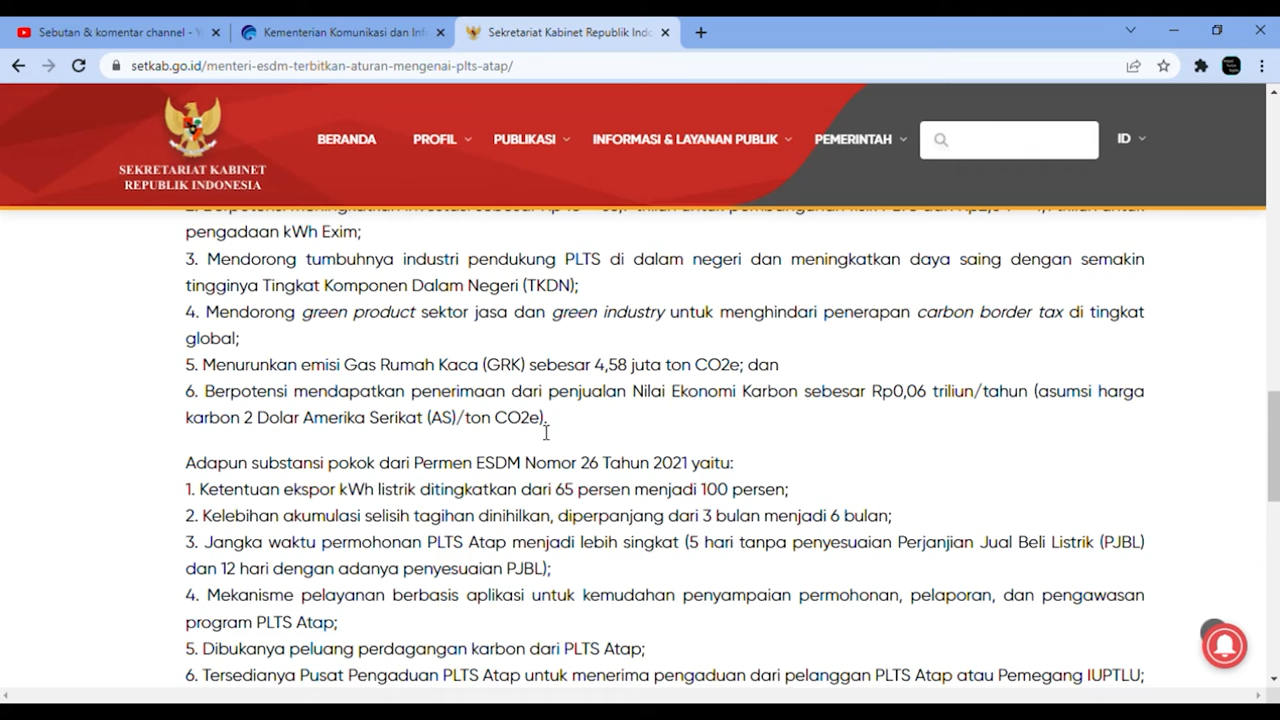 Sebutan & komentar channel - Y
Kementerian Komunikasi dan Inf
Sekretariat Kabinet Republik Indo
setkab.go.id/menteri-esdm-terbitkan-aturan-mengenai-plts-atap/
SEKRETARIAT KABINET
REPUBLIK INDONESIA
BERANDA PROFIL PUBLIKASI INFORMASI & LAYANAN PUBLIK PEMERINTAH ID
pengadaan kWh Exim;
3. Mendorong tumbuhnya industri pendukung PLTS di dalam negeri dan meningkatkan daya saing dengan semakin
tingginya Tingkat Komponen Dalam Negeri (TKDN);
4. Mendorong green product sektor jasa dan green industry untuk menghindari penerapan carbon border tax di tingkat
global;
5. Menurunkan emisi Gas Rumah Kaca (GRK) sebesar 4,58 juta ton CO2e; dan
6. Berpotensi mendapatkan penerimaan dari penjualan Nilai Ekonomi Karbon sebesar Rp0,06 triliun/tahun (asumsi harga
karbon 2 Dolar Amerika Serikat (AS)/ton CO2e).
Adapun substansi pokok dari Permen ESDM Nomor 26 Tahun 2021 yaitu:
1. Ketentuan ekspor kWh listrik ditingkatkan dari 65 persen menjadi 100 persen;
2. Kelebihan akumulasi selisih tagihan dinihilkan, diperpanjang dari 3 bulan menjadi 6 bulan;
3. Jangka waktu permohonan PLTS Atap menjadi lebih singkat (5 hari tanpa penyesuaian Perjanjian Jual Beli Listrik (PJBL)
dan 12 hari dengan adanya penyesuaian PJBL);
4. Mekanisme pelayanan berbasis aplikasi untuk kemudahan penyampaian permohonan, pelaporan, dan pengawasan
program PLTS Atap;
5. Dibukanya peluang perdagangan karbon dari PLTS Atap;
6. Tersedianya Pusat Pengaduan PLTS Atap untuk menerima pengaduan dari pelanggan PLTS Atap atau Pemegang IUPTLU;